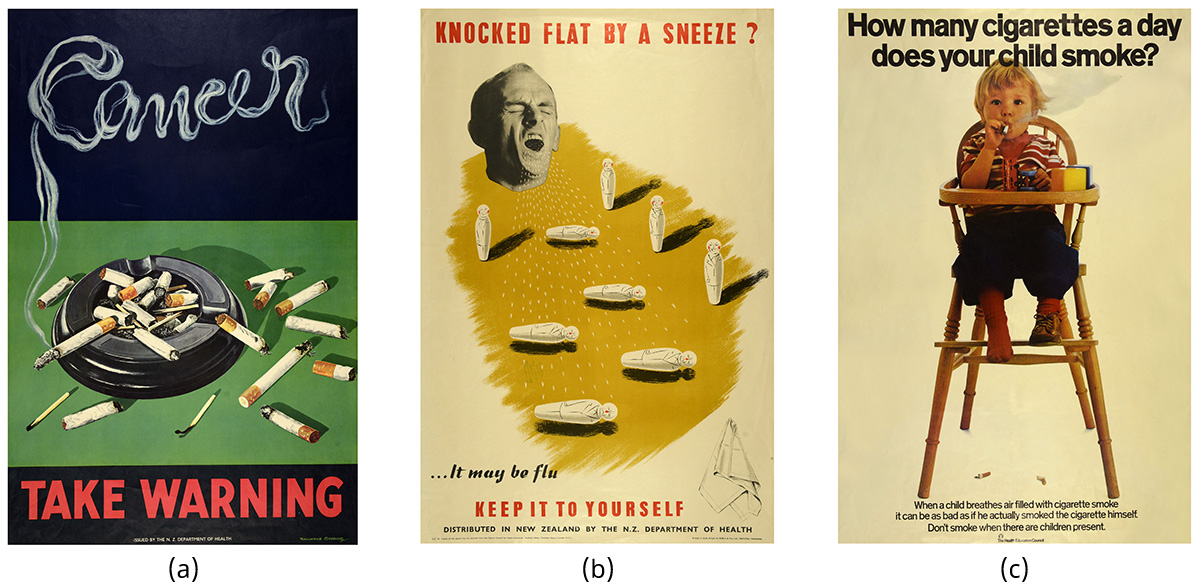 Cancer
TAKE WARNING
ISSUED BY THE N.Z. DEPARTMENT OF HEALTH
(a)
KNOCKED FLAT BY A SNEEZE ?
...It may be flu
KEEP IT TO YOURSELF
DISTRIBUTED IN NEW ZEALAND BY THE N.Z. DEPARTMENT OF HEALTH
(b)
How many cigarettes a day
does your child smoke?
When a child breathes air filled with cigarette smoke
it can be as bad as if he actually smoked the cigarette himself.
Don't smoke when there are children present.
The Health Education Council
(c)